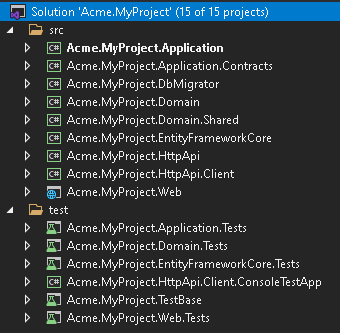 Solution 'Acme.MyProject' (15 of 15 projects)
src
C# Acme.MyProject.Application
C# Acme.MyProject.Application.Contracts
C# Acme.MyProject.DbMigrator
C# Acme.MyProject.Domain
C# Acme.MyProject.Domain.Shared
C# Acme.MyProject.EntityFrameworkCore
C# Acme.MyProject.HttpApi
C# Acme.MyProject.HttpApi.Client
Acme.MyProject.Web
test
Acme.MyProject.Application.Tests
Acme.MyProject.Domain.Tests
Acme.MyProject.EntityFrameworkCore.Tests
C# Acme.MyProject.HttpApi.Client.ConsoleTestApp
Acme.MyProject.TestBase
Acme.MyProject.Web.Tests